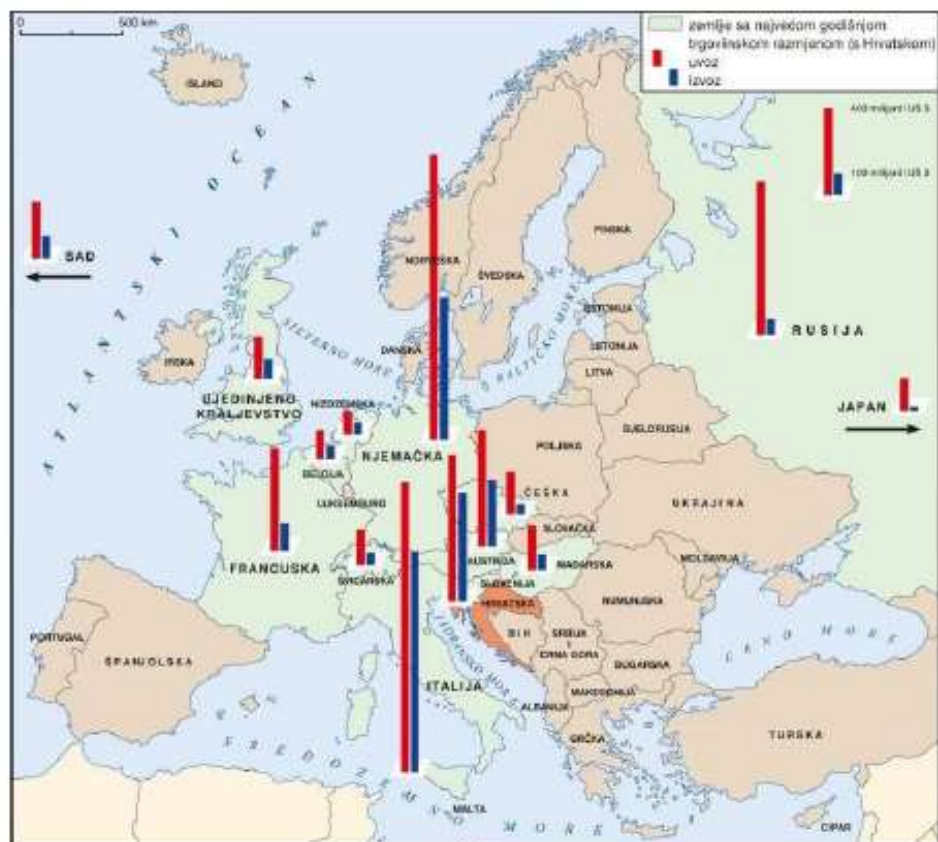 0 500 km
zemlje sa najvećom godišnjom
trgovinskom razmjenom (s Hrvatskom)
uvoz
izvoz
ISLAND
ATLANTSKI OCEAN
SAD
NORVEŠKA
ŠVEDSKA
FINSKA
RUSIJA
ESTONIJA
LETONIJA
LITVA
BALTIČKO MORE
SJEVERNO MORE
DANSKA
IRSKA
UJEDINJENO
KRALJEVSTVO
NIZOZEMSKA
JAPAN
BJELORUSIJA
POLJSKA
NJEMAČKA
BELGIJA
LUKSEMBURG
ČEŠKA
UKRAJINA
SLOVAČKA
FRANCUSKA
ŠVICARSKA
AUSTRIJA
MAĐARSKA
MOLDAVIJA
SLOVENIJA
HRVATSKA
RUMUNJSKA
BIH
SRBIJA
I
CRNA GORA
CRNO MORE
PORTUGAL
ŠPANJOLSKA
JADRANSKO MORE
ITALIJA
BUGARSKA
MAKEDONIJA
ALBANIJA
GRČKA
TURSKA
SREDOZEMNO MORE
MALTA
CIPAR